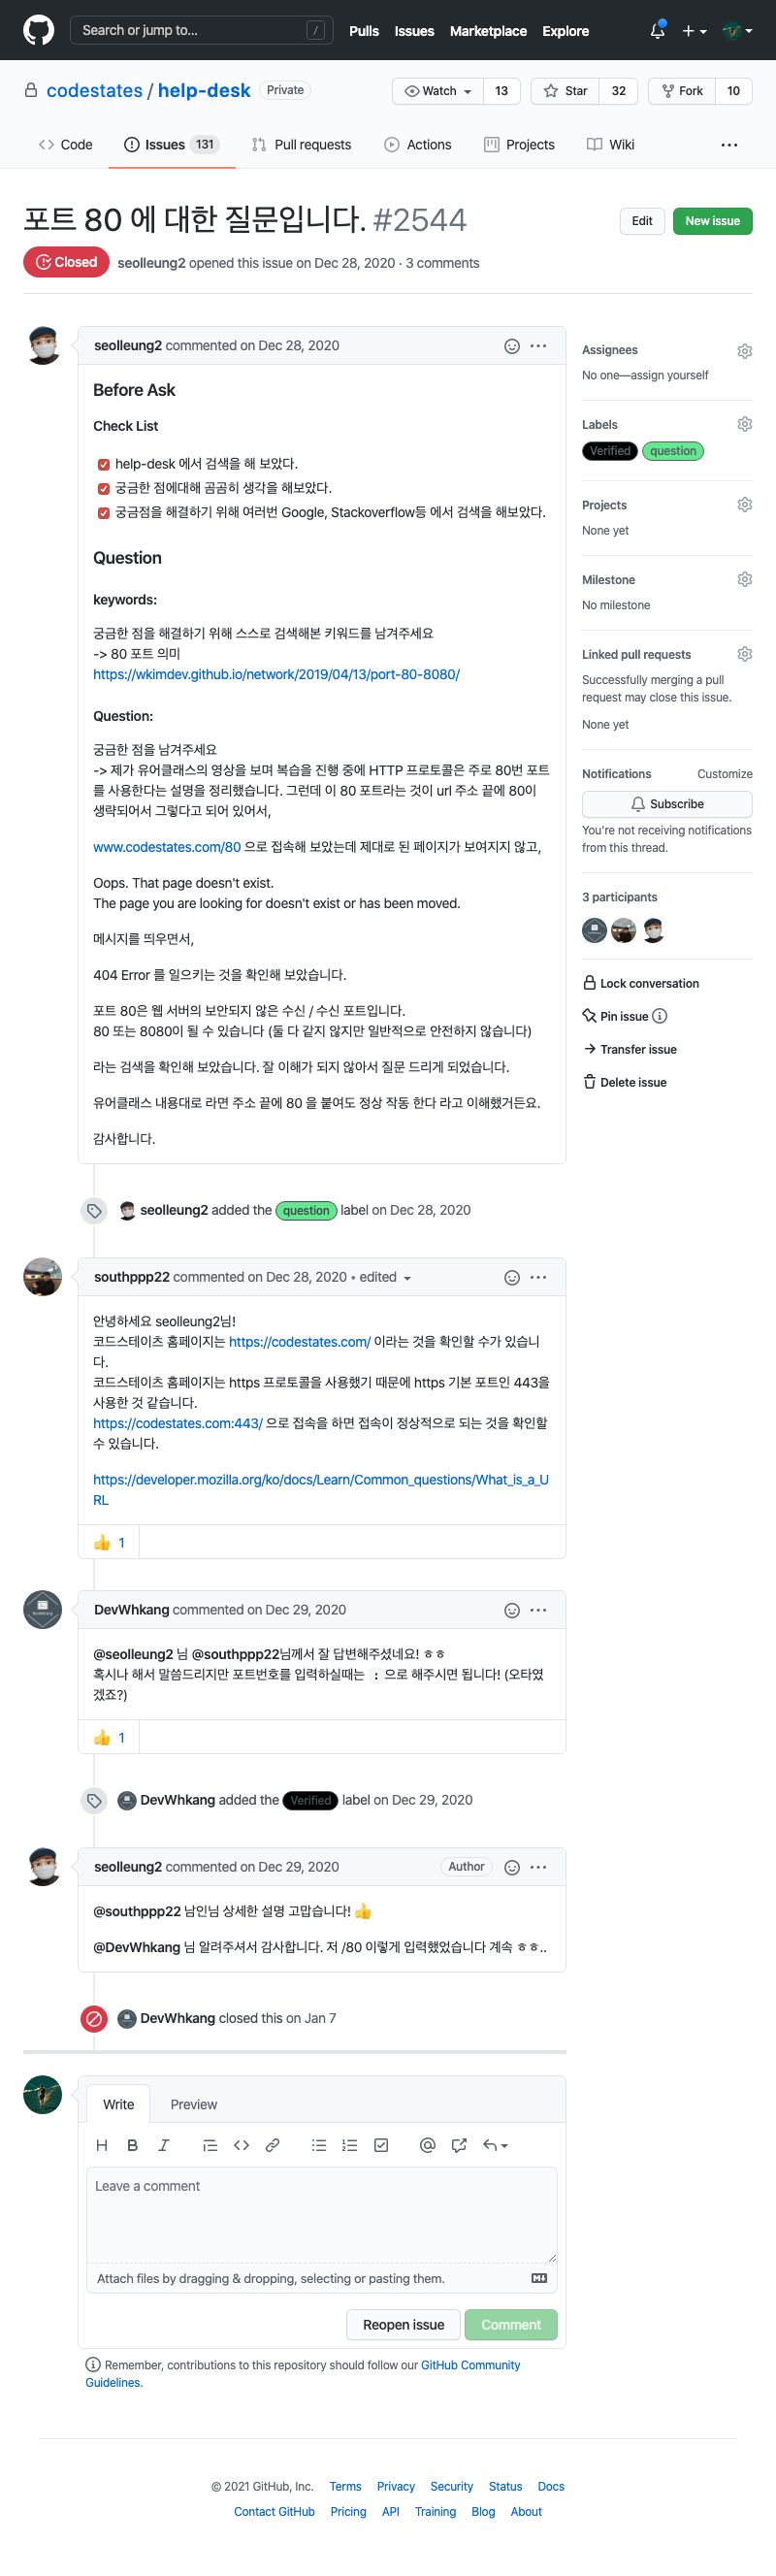 Search or jump to...
/
Pulls Issues Marketplace Explore
codestates / help-desk Private
Watch 13 Star 32 Fork 10
Code Issues 131 Pull requests Actions Projects Wiki
포트 80 에 대한 질문입니다. #2544
Edit New issue
Closed seolleung2 opened this issue on Dec 28, 2020 · 3 comments
seolleung2 commented on Dec 28, 2020
Before Ask
Check List
help-desk 에서 검색을 해 보았다.
궁금한 점에대해 곰곰히 생각을 해보았다.
궁금점을 해결하기 위해 여러번 Google, Stackoverflow등 에서 검색을 해보았다.
Question
keywords:
궁금한 점을 해결하기 위해 스스로 검색해본 키워드를 남겨주세요
-> 80 포트 의미
https://wkimdev.github.io/network/2019/04/13/port-80-8080/
Question:
궁금한 점을 남겨주세요
-> 제가 유어클래스의 영상을 보며 복습을 진행 중에 HTTP 프로토콜은 주로 80번 포트
를 사용한다는 설명을 정리했습니다. 그런데 이 80 포트라는 것이 url 주소 끝에 80이
생략되어서 그렇다고 되어 있어서,
www.codestates.com/80 으로 접속해 보았는데 제대로 된 페이지가 보여지지 않고,
Oops. That page doesn't exist.
The page you are looking for doesn't exist or has been moved.
메시지를 띄우면서,
404 Error 를 일으키는 것을 확인해 보았습니다.
포트 80은 웹 서버의 보안되지 않은 수신 / 수신 포트입니다.
80 또는 8080이 될 수 있습니다 (둘 다 같지 않지만 일반적으로 안전하지 않습니다)
라는 검색을 확인해 보았습니다. 잘 이해가 되지 않아서 질문 드리게 되었습니다.
유어클래스 내용대로 라면 주소 끝에 80 을 붙여도 정상 작동 한다 라고 이해했거든요.
감사합니다.
Assignees
No one—assign yourself
Labels
Verified question
Projects
None yet
Milestone
No milestone
Linked pull requests
Successfully merging a pull
request may close this issue.
None yet
Notifications Customize
Subscribe
You're not receiving notifications
from this thread.
3 participants
Lock conversation
Pin issue
Transfer issue
Delete issue
seolleung2 added the question label on Dec 28, 2020
southppp22 commented on Dec 28, 2020 • edited
안녕하세요 seolleung2님!
코드스테이츠 홈페이지는 https://codestates.com/ 이라는 것을 확인할 수가 있습니
다.
코드스테이츠 홈페이지는 https 프로토콜을 사용했기 때문에 https 기본 포트인 443을
사용한 것 같습니다.
https://codestates.com:443/ 으로 접속을 하면 접속이 정상적으로 되는 것을 확인할
수 있습니다.
https://developer.mozilla.org/ko/docs/Learn/Common_questions/What_is_a_U
RL
👍 1
DevWhkang commented on Dec 29, 2020
@seolleung2 님 @southppp22님께서 잘 답변해주셨네요! ㅎㅎ
혹시나 해서 말씀드리지만 포트번호를 입력하실때는 : 으로 해주시면 됩니다! (오타였
겠죠?)
👍 1
DevWhkang added the Verified label on Dec 29, 2020
seolleung2 commented on Dec 29, 2020 Author
@southppp22 남인님 상세한 설명 고맙습니다! 👍
@DevWhkang 님 알려주셔서 감사합니다. 저 /80 이렇게 입력했었습니다 계속 ㅎㅎ..
DevWhkang closed this on Jan 7
Write Preview
Leave a comment
Attach files by dragging & dropping, selecting or pasting them.
Reopen issue Comment
Remember, contributions to this repository should follow our GitHub Community
Guidelines.
© 2021 GitHub, Inc. Terms Privacy Security Status Docs
Contact GitHub Pricing API Training Blog About